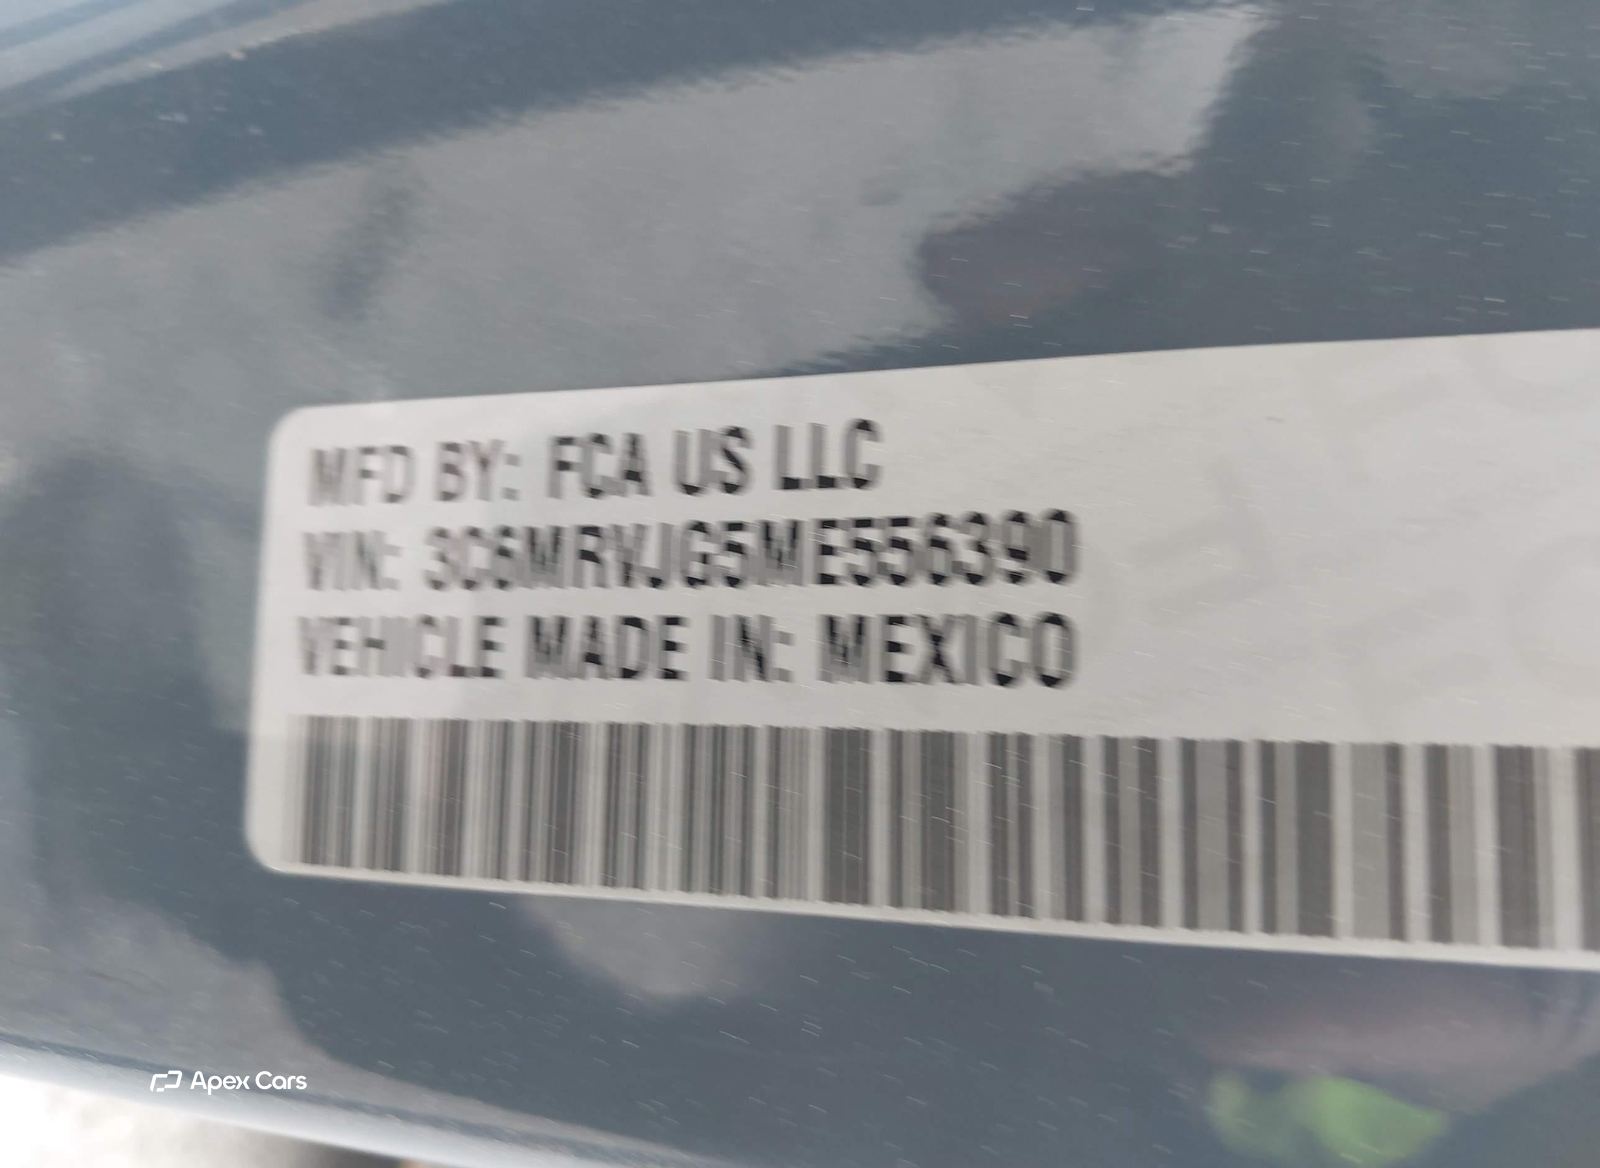 MFD BY: FCA US LLC
VIN: 3C6MRVJG5ME556390
VEHICLE MADE IN: MEXICO
Apex Cars